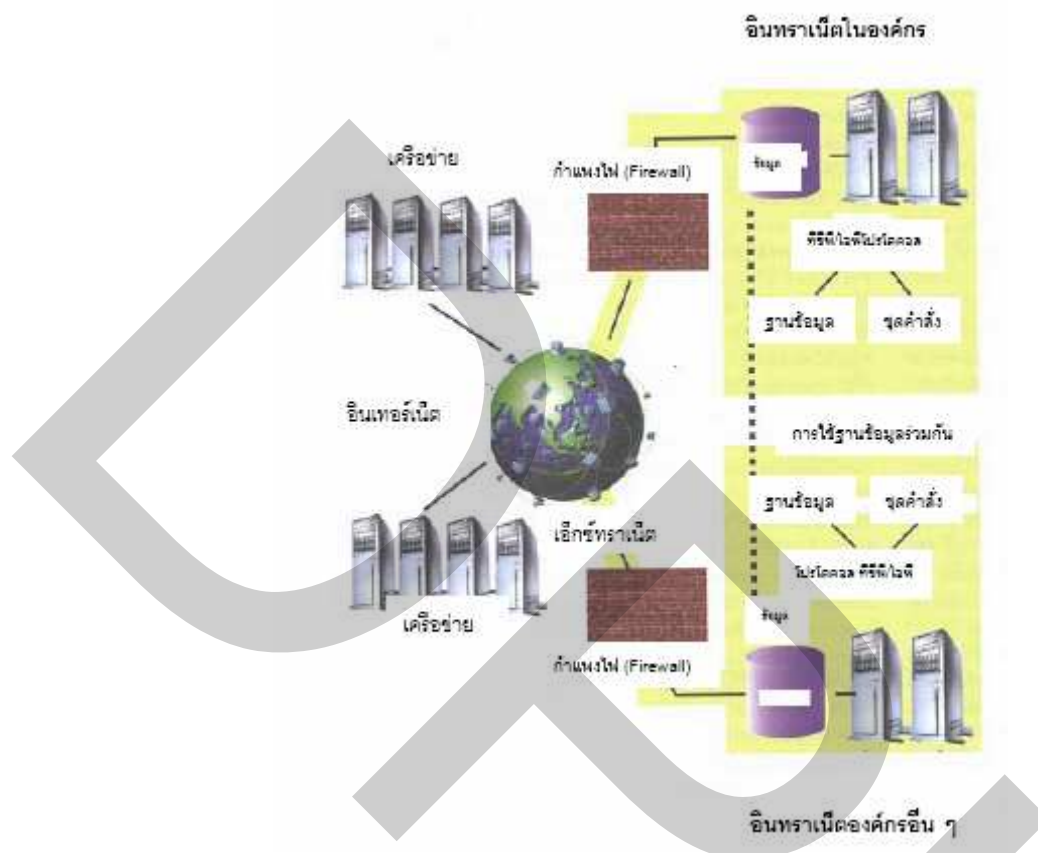 อินทราเน็ตในองค์กร
เครือข่าย
กำแพงไฟ (Firewall)
ข้อมูล
ทีซีพี/ไอพีโปรโตคอล
ฐานข้อมูล
ชุดคำสั่ง
อินเทอร์เน็ต
การใช้ฐานข้อมูลร่วมกัน
ฐานข้อมูล
ชุดคำสั่ง
เอ็กซ์ทราเน็ต
โปรโตคอล ทีซีพี/ไอพี
ข้อมูล
เครือข่าย
กำแพงไฟ (Firewall)
อินทราเน็ตองค์กรอื่น ๆ